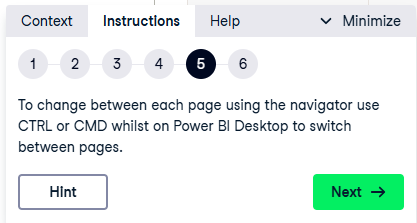 Context Instructions Help Minimize
1 2 3 4 5 6
To change between each page using the navigator use
CTRL or CMD whilst on Power BI Desktop to switch
between pages.
HInt Next